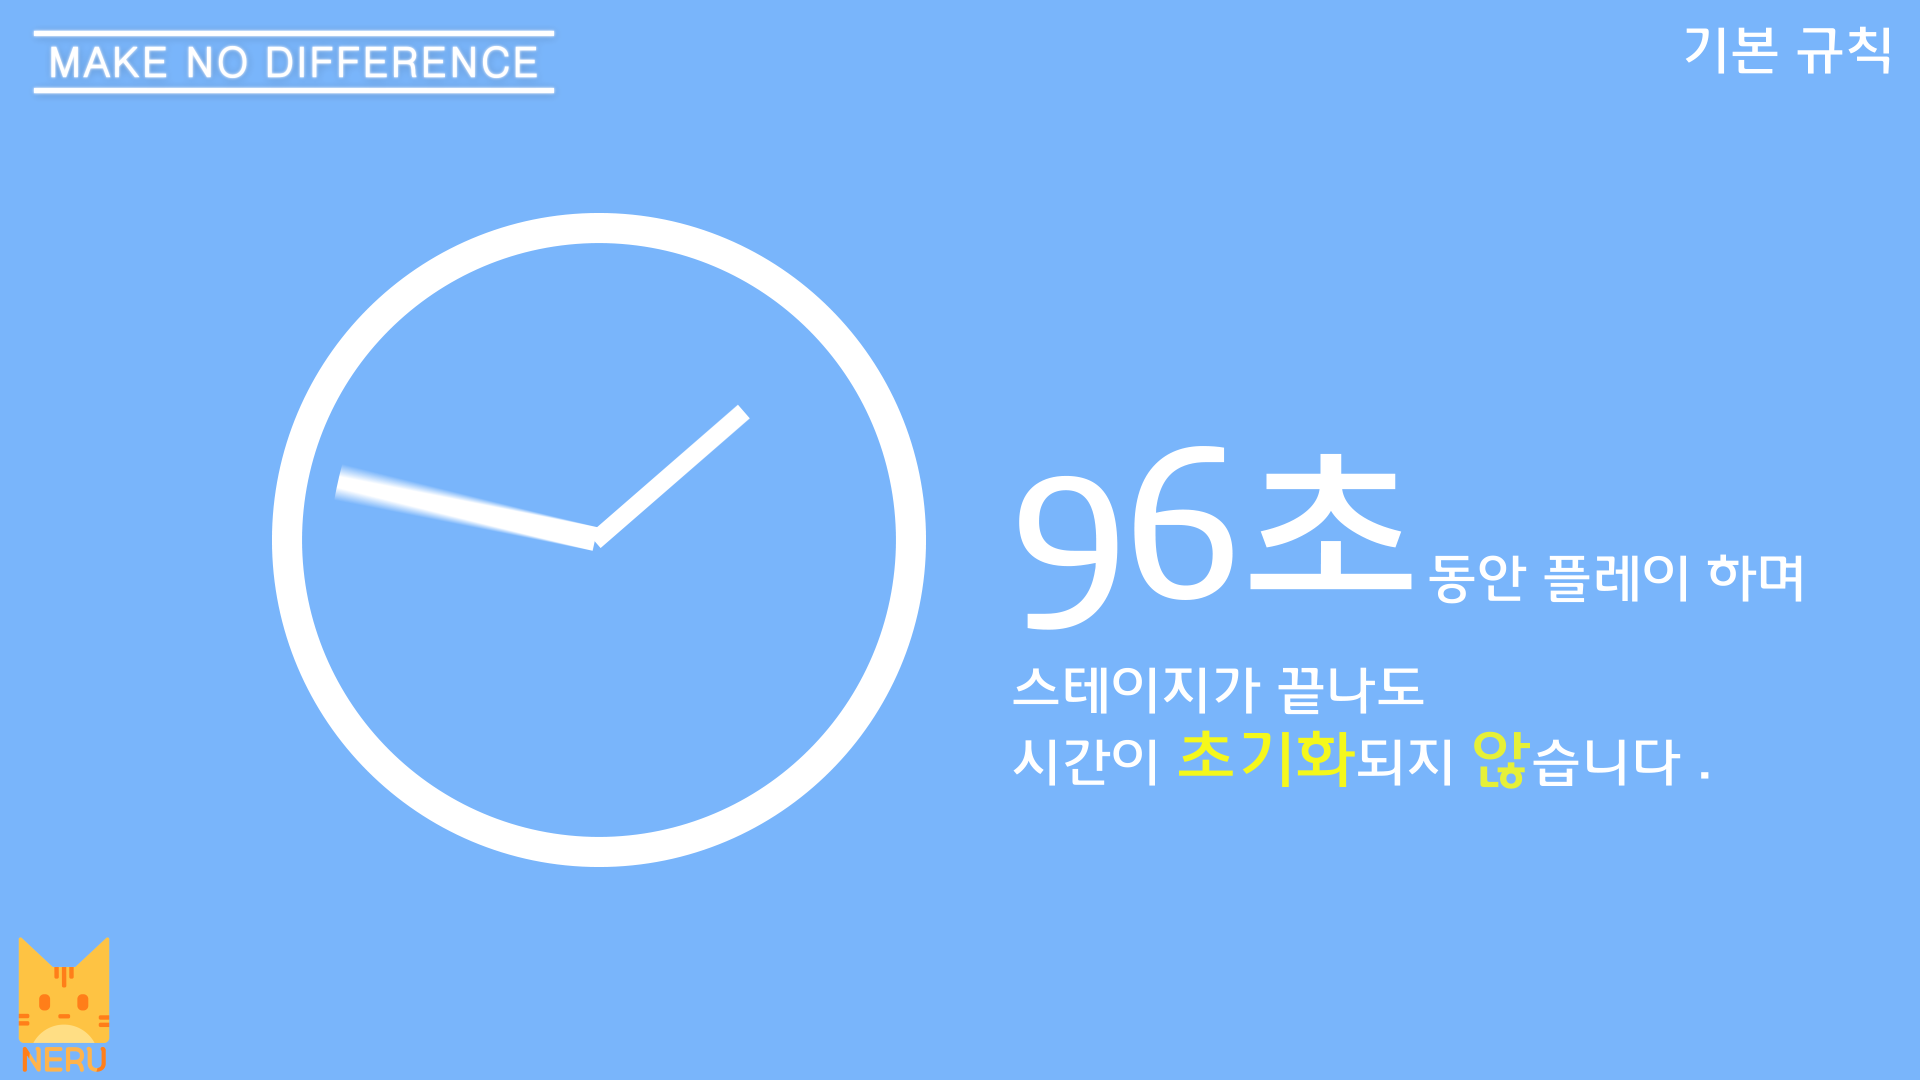 MAKE NO DIFFERENCE
기본 규칙
96초 동안 플레이 하며
스테이지가 끝나도
시간이 초기화되지 않습니다 .
NERU